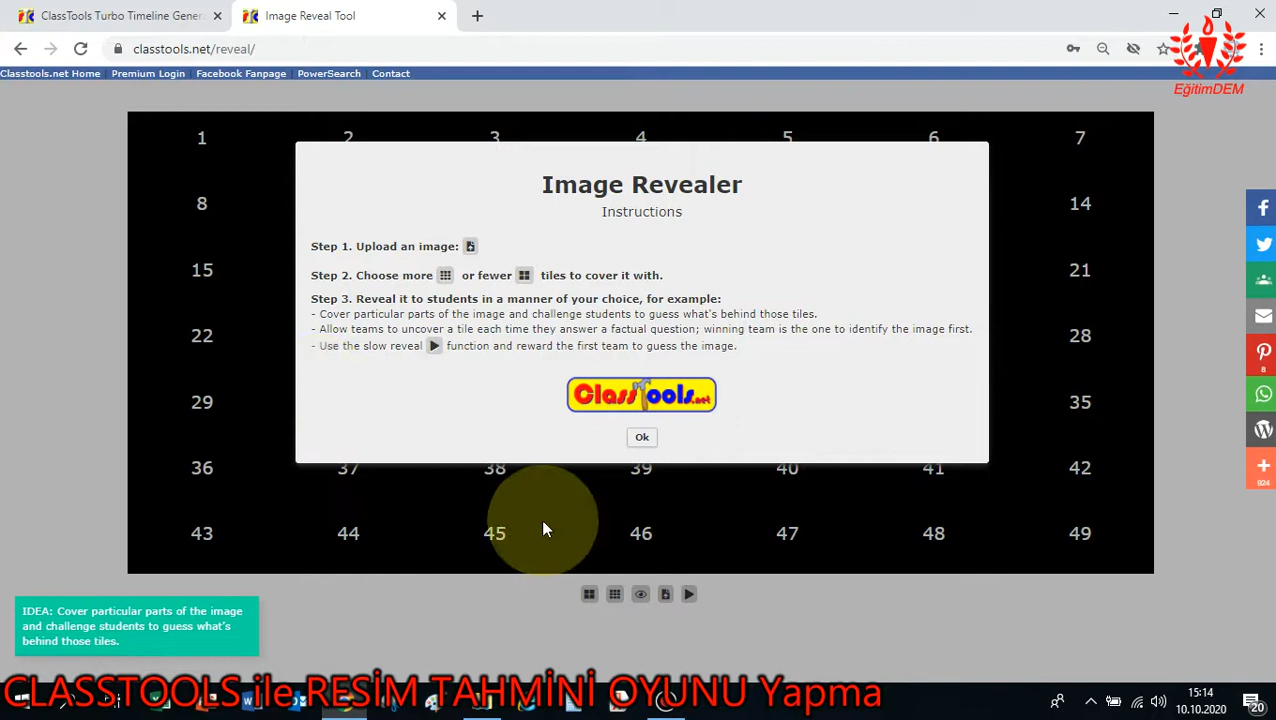 ClassTools Turbo Timeline Gener
Image Reveal Tool
classtools.net/reveal/
EğitimDEM
Classtools.net Home Premium Login Facebook Fanpage PowerSearch Contact
1 2 3 4 5 6 7
Image Revealer
Instructions
8 14
Step 1. Upload an image:
15 Step 2. Choose more or fewer tiles to cover it with. 21
Step 3. Reveal it to students in a manner of your choice, for example:
- Cover particular parts of the image and challenge students to guess what's behind those tiles.
- Allow teams to uncover a tile each time they answer a factual question; winning team is the one to identify the image first.
22 28
- Use the slow reveal function and reward the first team to guess the image.
ClassTools.net
29 35
Ok
36 37 38 39 40 41 42
43 44 45 46 47 48 49
8
924
IDEA: Cover particular parts of the image
and challenge students to guess what's
behind those tiles.
CLASSTOOLS ile RESİM TAHMİNİ OYUNU Yapma
15:14
10.10.2020
20